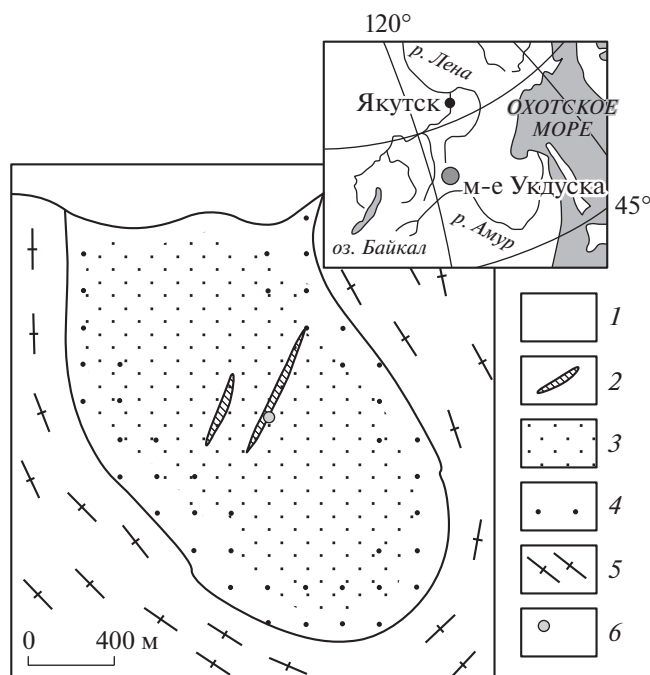 120°
р. Лена
Якутск
ОХОТСКОЕ
МОРЕ
м-е Укдуска
р. Амур
45°
оз. Байкал
1
2
3
4
5
6
0 400 м